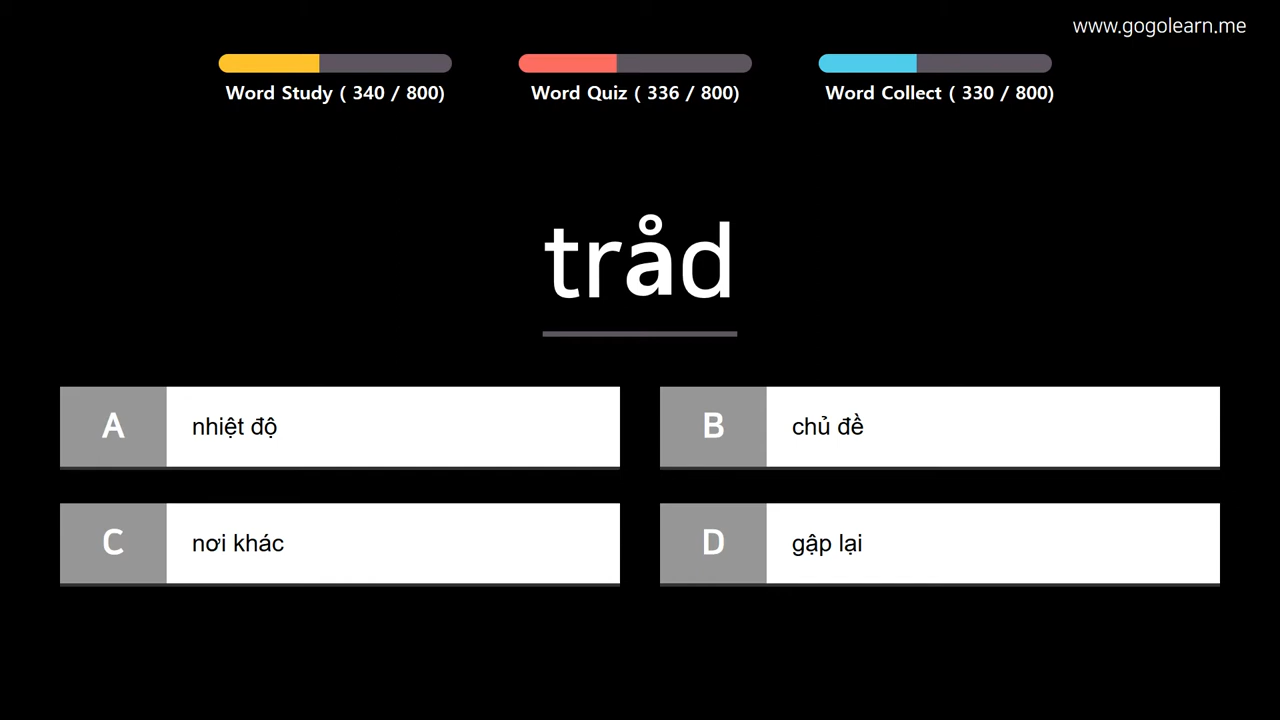 www.gogolearn.me
Word Study ( 340 / 800)
Word Quiz ( 336 / 800)
Word Collect ( 330 / 800)
tråd
A
nhiệt độ
B
chủ đề
C
nơi khác
D
gập lại